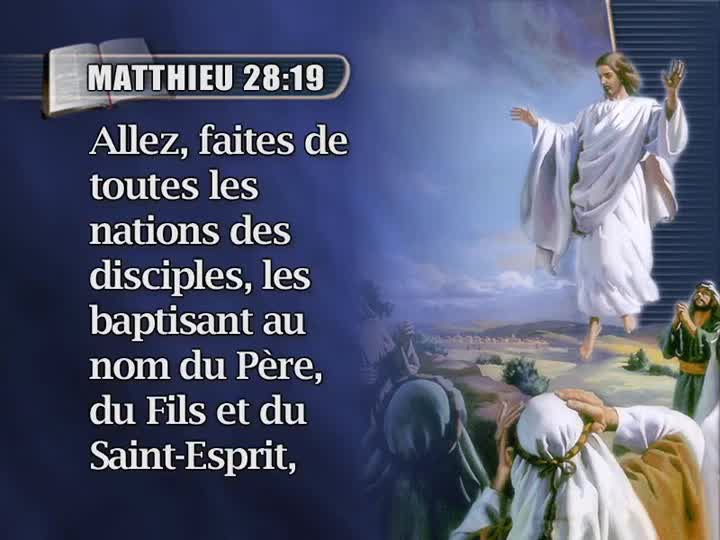 MATTHIEU 28:19
Allez, faites de
toutes les
nations des
disciples, les
baptisant au
nom du Père,
du Fils et du
Saint-Esprit,